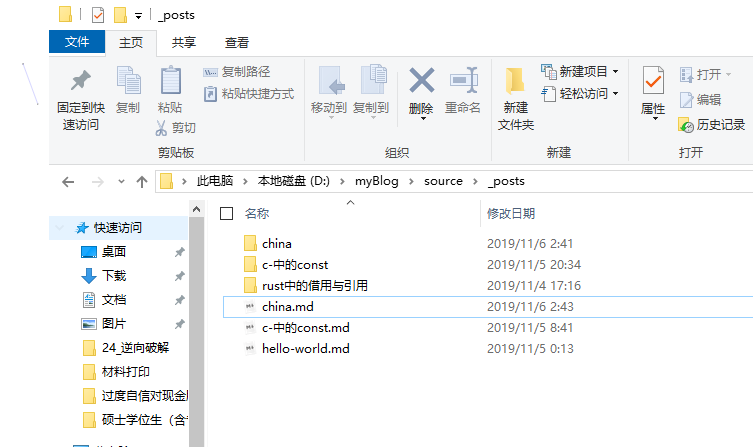 _posts
文件 主页 共享 查看
固定到快速访问 复制 粘贴 复制路径 粘贴快捷方式 剪切 移动到 复制到 删除 重命名 新建文件夹 新建项目 轻松访问 属性 打开 编辑 历史记录
剪贴板 组织 新建 打开
此电脑 本地磁盘 (D:) myBlog source _posts
名称 修改日期
快速访问
桌面
下载
文档
图片
24_逆向破解
材料打印
过度自信对现金
硕士学位生（含
china 2019/11/6 2:41
c-中的const 2019/11/5 20:34
rust中的借用与引用 2019/11/4 17:16
china.md 2019/11/6 2:43
c-中的const.md 2019/11/5 8:41
hello-world.md 2019/11/5 0:13